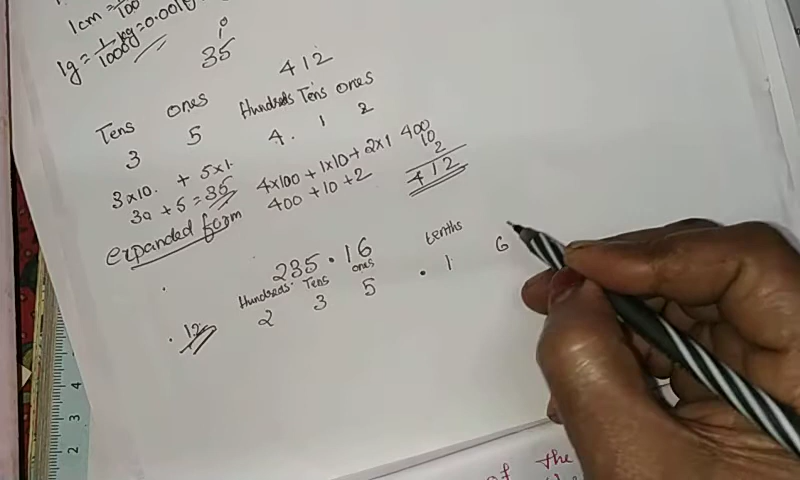 1cm = 1/100
1g = 1/1000 kg = 0.001
35
412
Tens ones
3 5
Hundreds Tens ones
4 1 2
3x10 + 5x1
30 + 5 = 35
4x100 + 1x10 + 2x1
400 + 10 + 2
400
10
2
412
expanded form
235.16
Hundreds Tens ones tenths
2 3 5 . 1 6
.12
of the